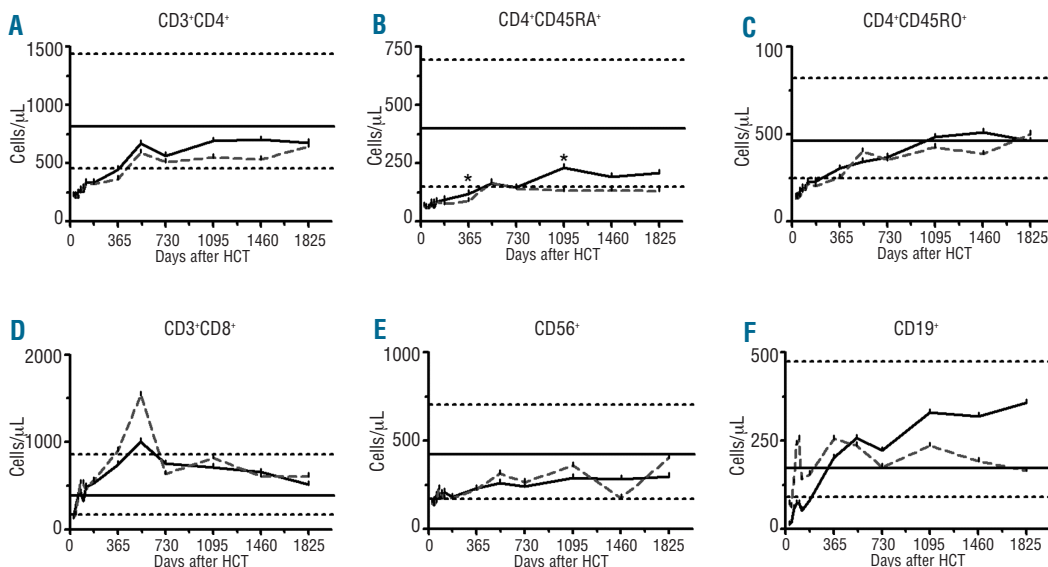 A CD3⁺CD4⁺
1500
1000
500
0
Cells/µL
0 365 730 1095 1460 1825
Days after HCT
B CD4⁺CD45RA⁺
750
500
250
0
Cells/µL
* *
0 365 730 1095 1460 1825
Days after HCT
C CD4⁺CD45RO⁺
100
500
0
Cells/µL
0 365 730 1095 1460 1825
Days after HCT
D CD3⁺CD8⁺
2000
1000
0
Cells/µL
0 365 730 1095 1460 1825
Days after HCT
E CD56⁺
1000
500
0
Cells/µL
0 365 730 1095 1460 1825
Days after HCT
F CD19⁺
500
250
0
Cells/µL
0 365 730 1095 1460 1825
Days after HCT